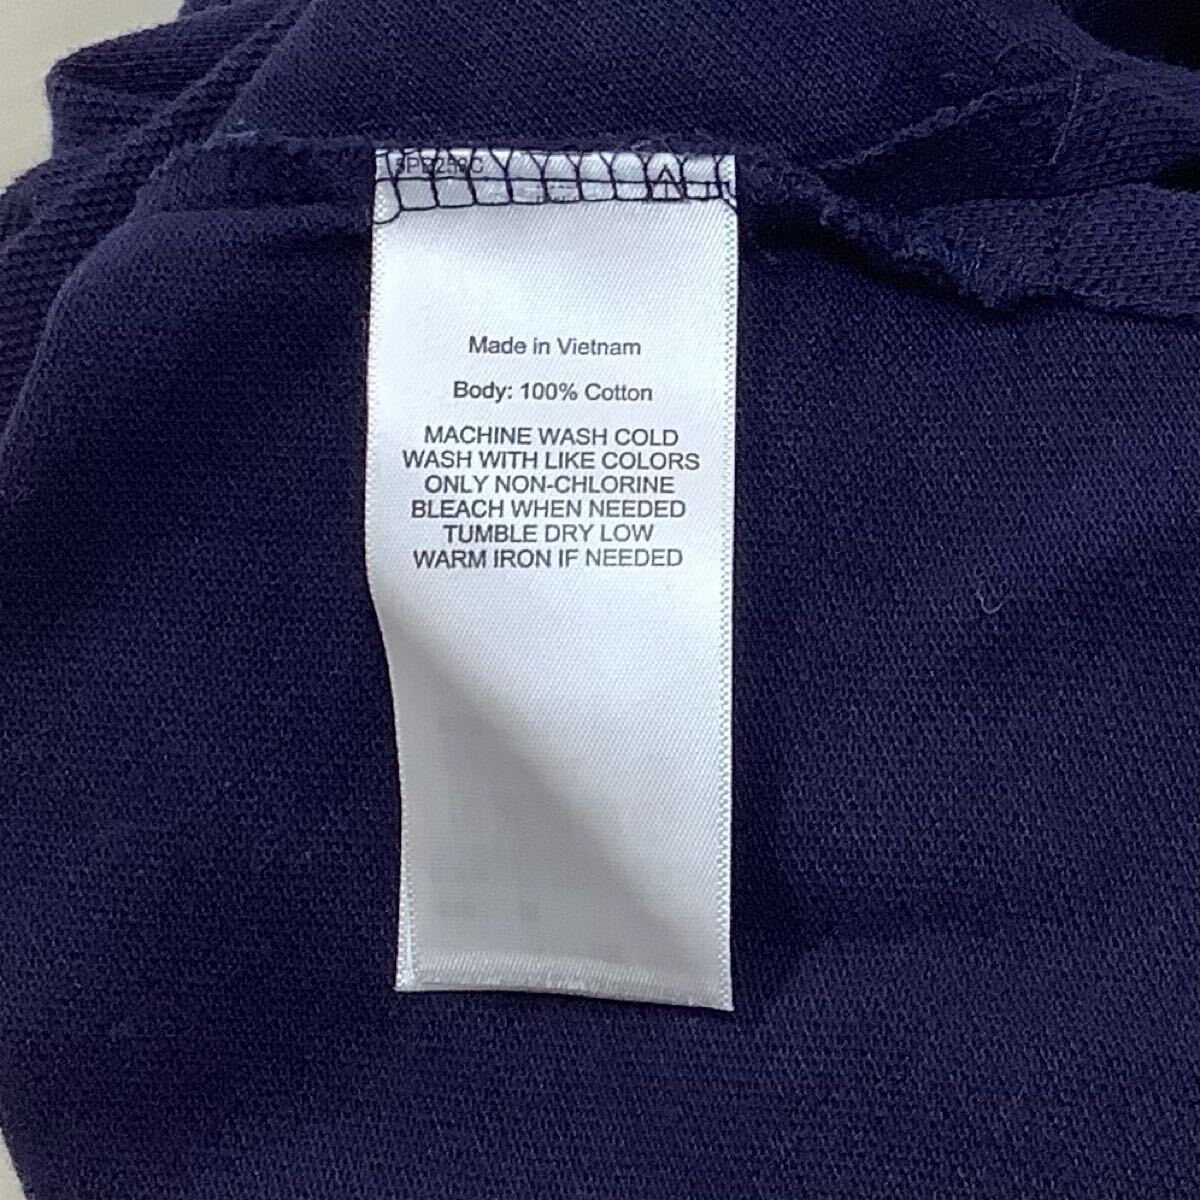 Made in Vietnam
Body: 100% Cotton
MACHINE WASH COLD
WASH WITH LIKE COLORS
ONLY NON-CHLORINE
BLEACH WHEN NEEDED
TUMBLE DRY LOW
WARM IRON IF NEEDED